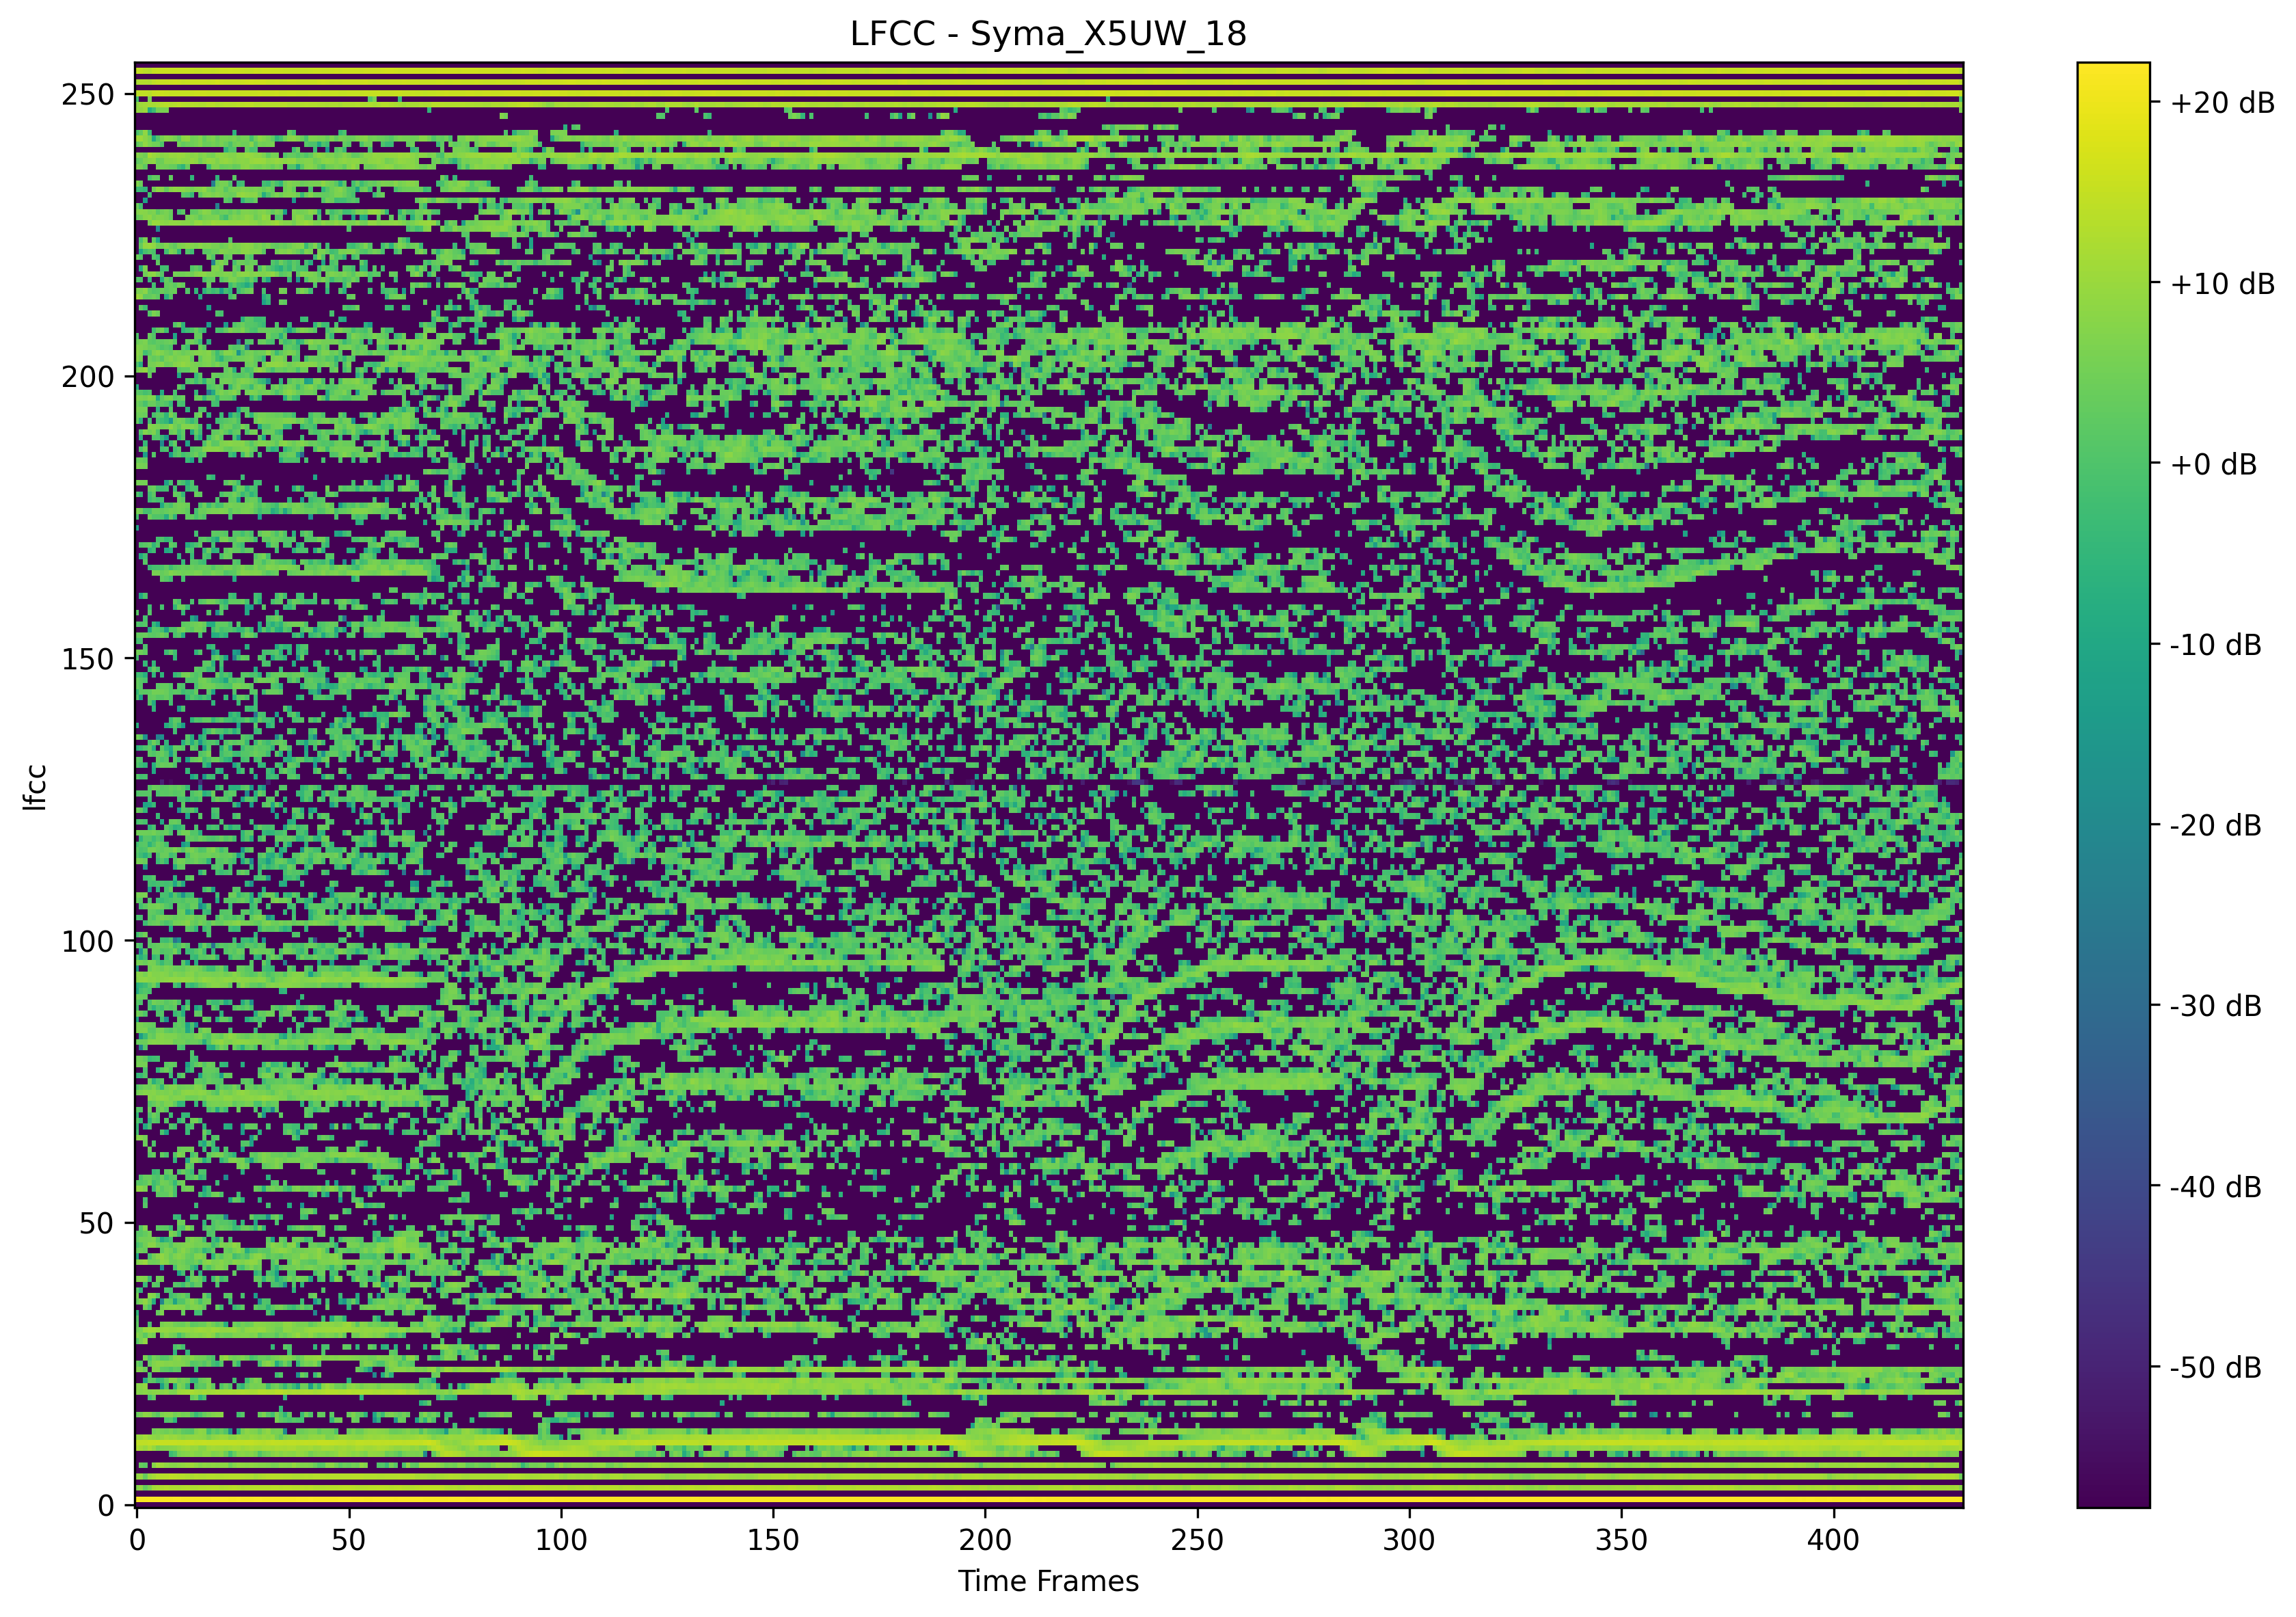 LFCC - Syma_X5UW_18
250
200
150
100
50
0
lfcc
0 50 100 150 200 250 300 350 400
Time Frames
+20 dB
+10 dB
+0 dB
-10 dB
-20 dB
-30 dB
-40 dB
-50 dB